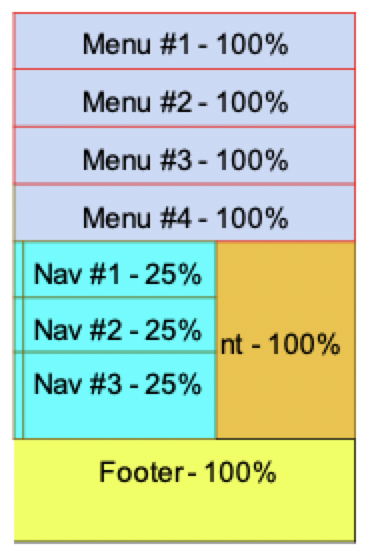 Menu #1 - 100%
Menu #2 - 100%
Menu #3 - 100%
Menu #4 - 100%
Nav #1 - 25%
Nav #2 - 25%
nt - 100%
Nav #3 - 25%
Footer - 100%